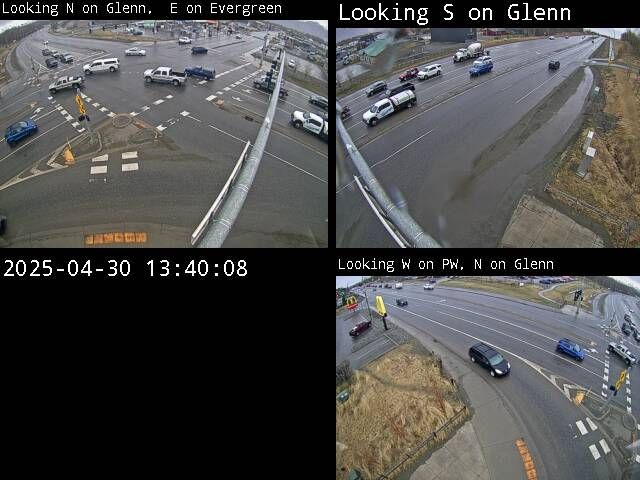 Looking N on Glenn,  E on Evergreen
Looking S on Glenn
2025-04-30 13:40:08
Looking W on PW, N on Glenn